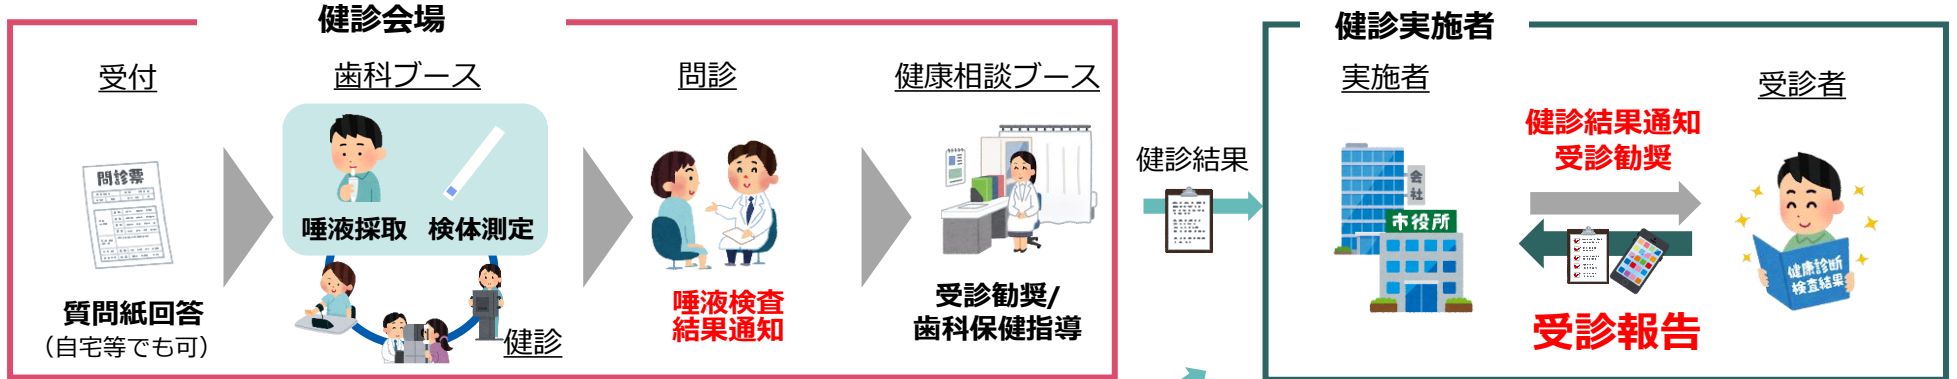 健診会場
受付
問診票
質問紙回答
（自宅等でも可）
歯科ブース
唾液採取 検体測定
健診
問診
唾液検査
結果通知
健康相談ブース
受診勧奨/
歯科保健指導
健診結果
健診実施者
実施者
会社
市役所
健診結果通知
受診勧奨
受診報告
受診者
健康診断
検査結果